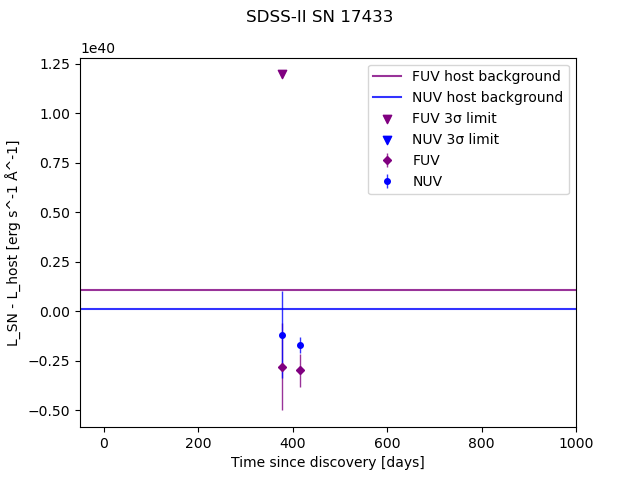 SDSS-II SN 17433
1e40
L_SN - L_host [erg s^-1 Å^-1]
1.25
1.00
0.75
0.50
0.25
0.00
−0.25
−0.50
FUV host background
NUV host background
FUV 3σ limit
NUV 3σ limit
FUV
NUV
0 200 400 600 800 1000
Time since discovery [days]